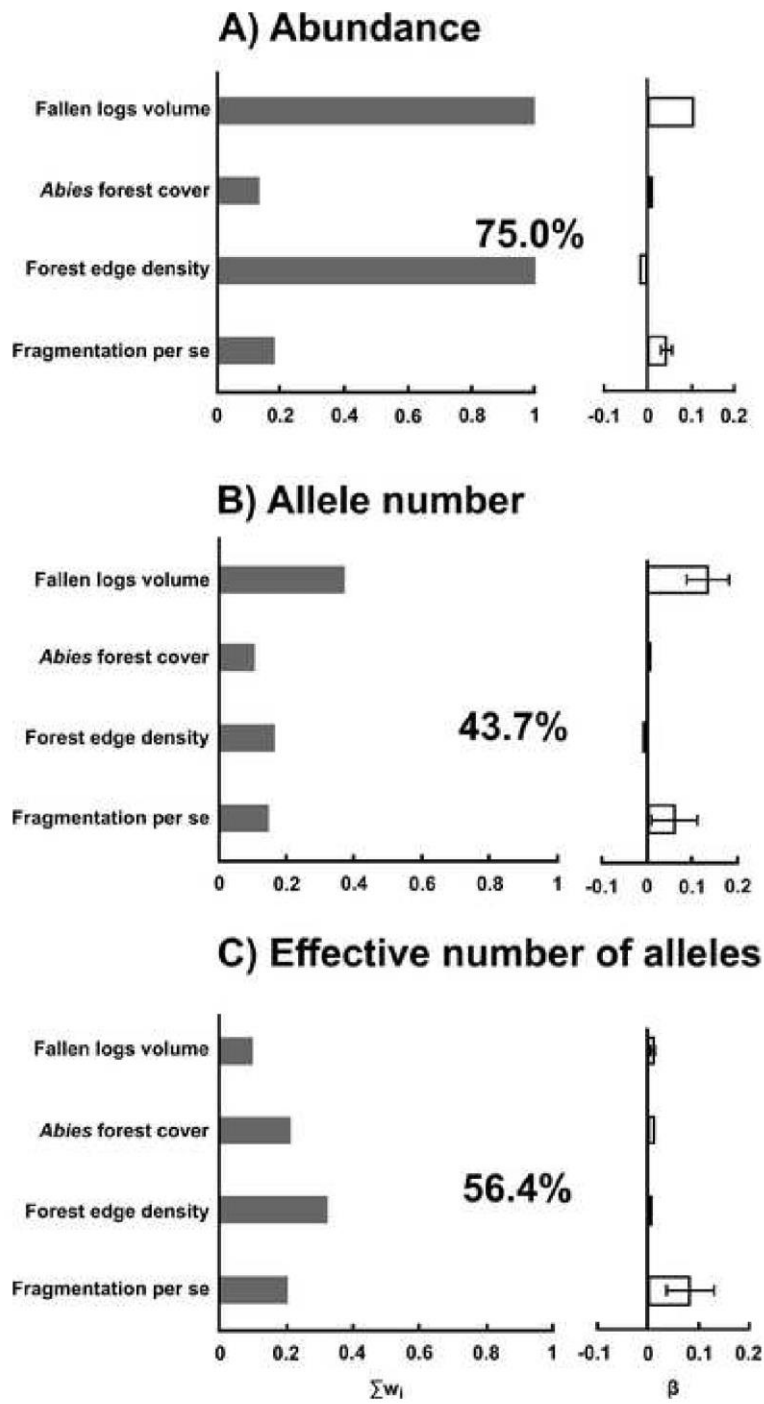 A) Abundance
Fallen logs volume
Abies forest cover
75.0%
Forest edge density
Fragmentation per se
0 0.2 0.4 0.6 0.8 1 -0.1 0 0.1 0.2
B) Allele number
Fallen logs volume
Abies forest cover
Forest edge density
43.7%
Fragmentation per se
0 0.2 0.4 0.6 0.8 1 -0.1 0 0.1 0.2
C) Effective number of alleles
Fallen logs volume
Abies forest cover
56.4%
Forest edge density
Fragmentation per se
0 0.2 0.4 0.6 0.8 1 -0.1 0 0.1 0.2
∑wi β